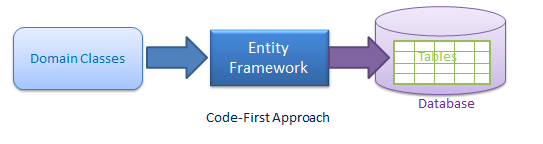 Domain Classes
Entity
Framework
Tables
Database
Code-First Approach